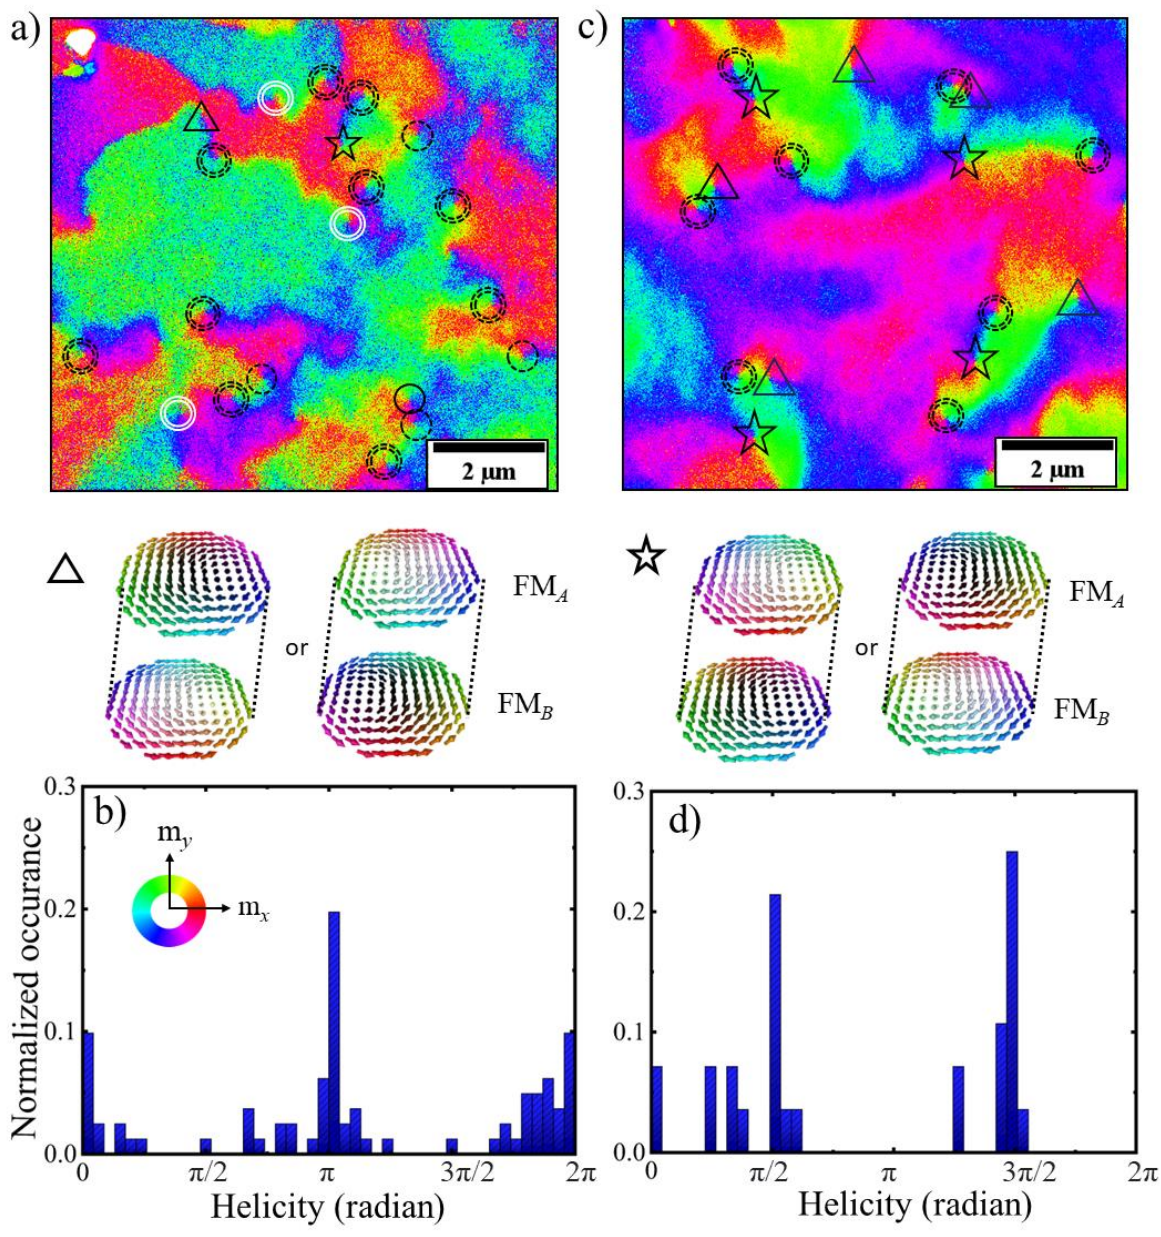 a)
c)
2 μm
2 μm
FM_A
or
FM_B
FM_A
or
FM_B
b)
m_y
m_x
Normalized occurance
0.3
0.2
0.1
0.0
0 π/2 π 3π/2 2π
Helicity (radian)
d)
0.3
0.2
0.1
0.0
0 π/2 π 3π/2 2π
Helicity (radian)